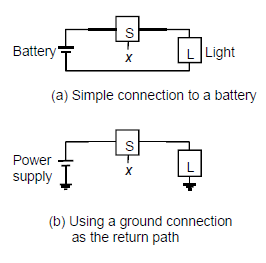 S
Battery
x
L Light
(a) Simple connection to a battery
S
Power
supply
x
L
(b) Using a ground connection
as the return path